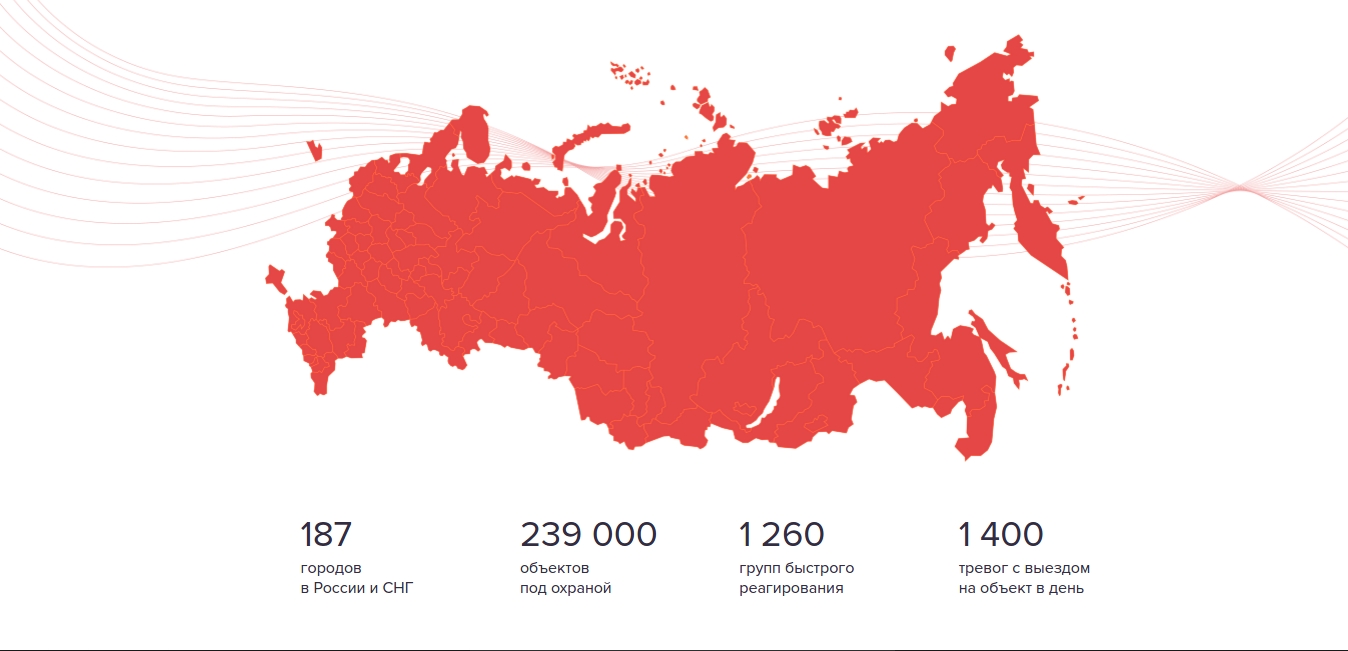 187
городов
в России и СНГ
239 000
объектов
под охраной
1 260
групп быстрого
реагирования
1 400
тревог с выездом
на объект в день